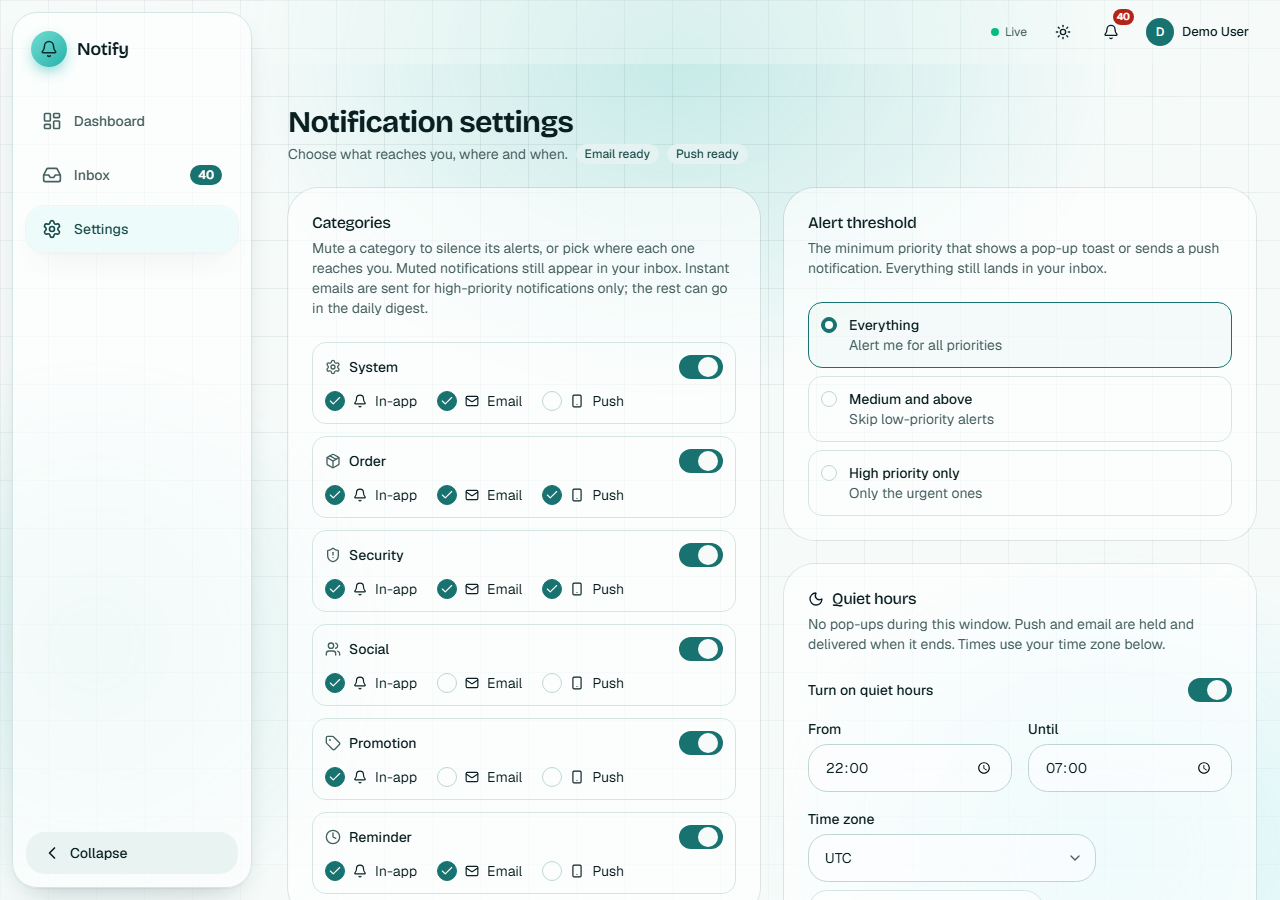 Notify
Dashboard
Inbox 40
Settings
Collapse
Live
40
D Demo User
Notification settings
Choose what reaches you, where and when. Email ready Push ready
Categories
Mute a category to silence its alerts, or pick where each one
reaches you. Muted notifications still appear in your inbox. Instant
emails are sent for high-priority notifications only; the rest can go
in the daily digest.
System
In-app Email Push
Order
In-app Email Push
Security
In-app Email Push
Social
In-app Email Push
Promotion
In-app Email Push
Reminder
In-app Email Push
Alert threshold
The minimum priority that shows a pop-up toast or sends a push
notification. Everything still lands in your inbox.
Everything
Alert me for all priorities
Medium and above
Skip low-priority alerts
High priority only
Only the urgent ones
Quiet hours
No pop-ups during this window. Push and email are held and
delivered when it ends. Times use your time zone below.
Turn on quiet hours
From Until
22:00 07:00
Time zone
UTC